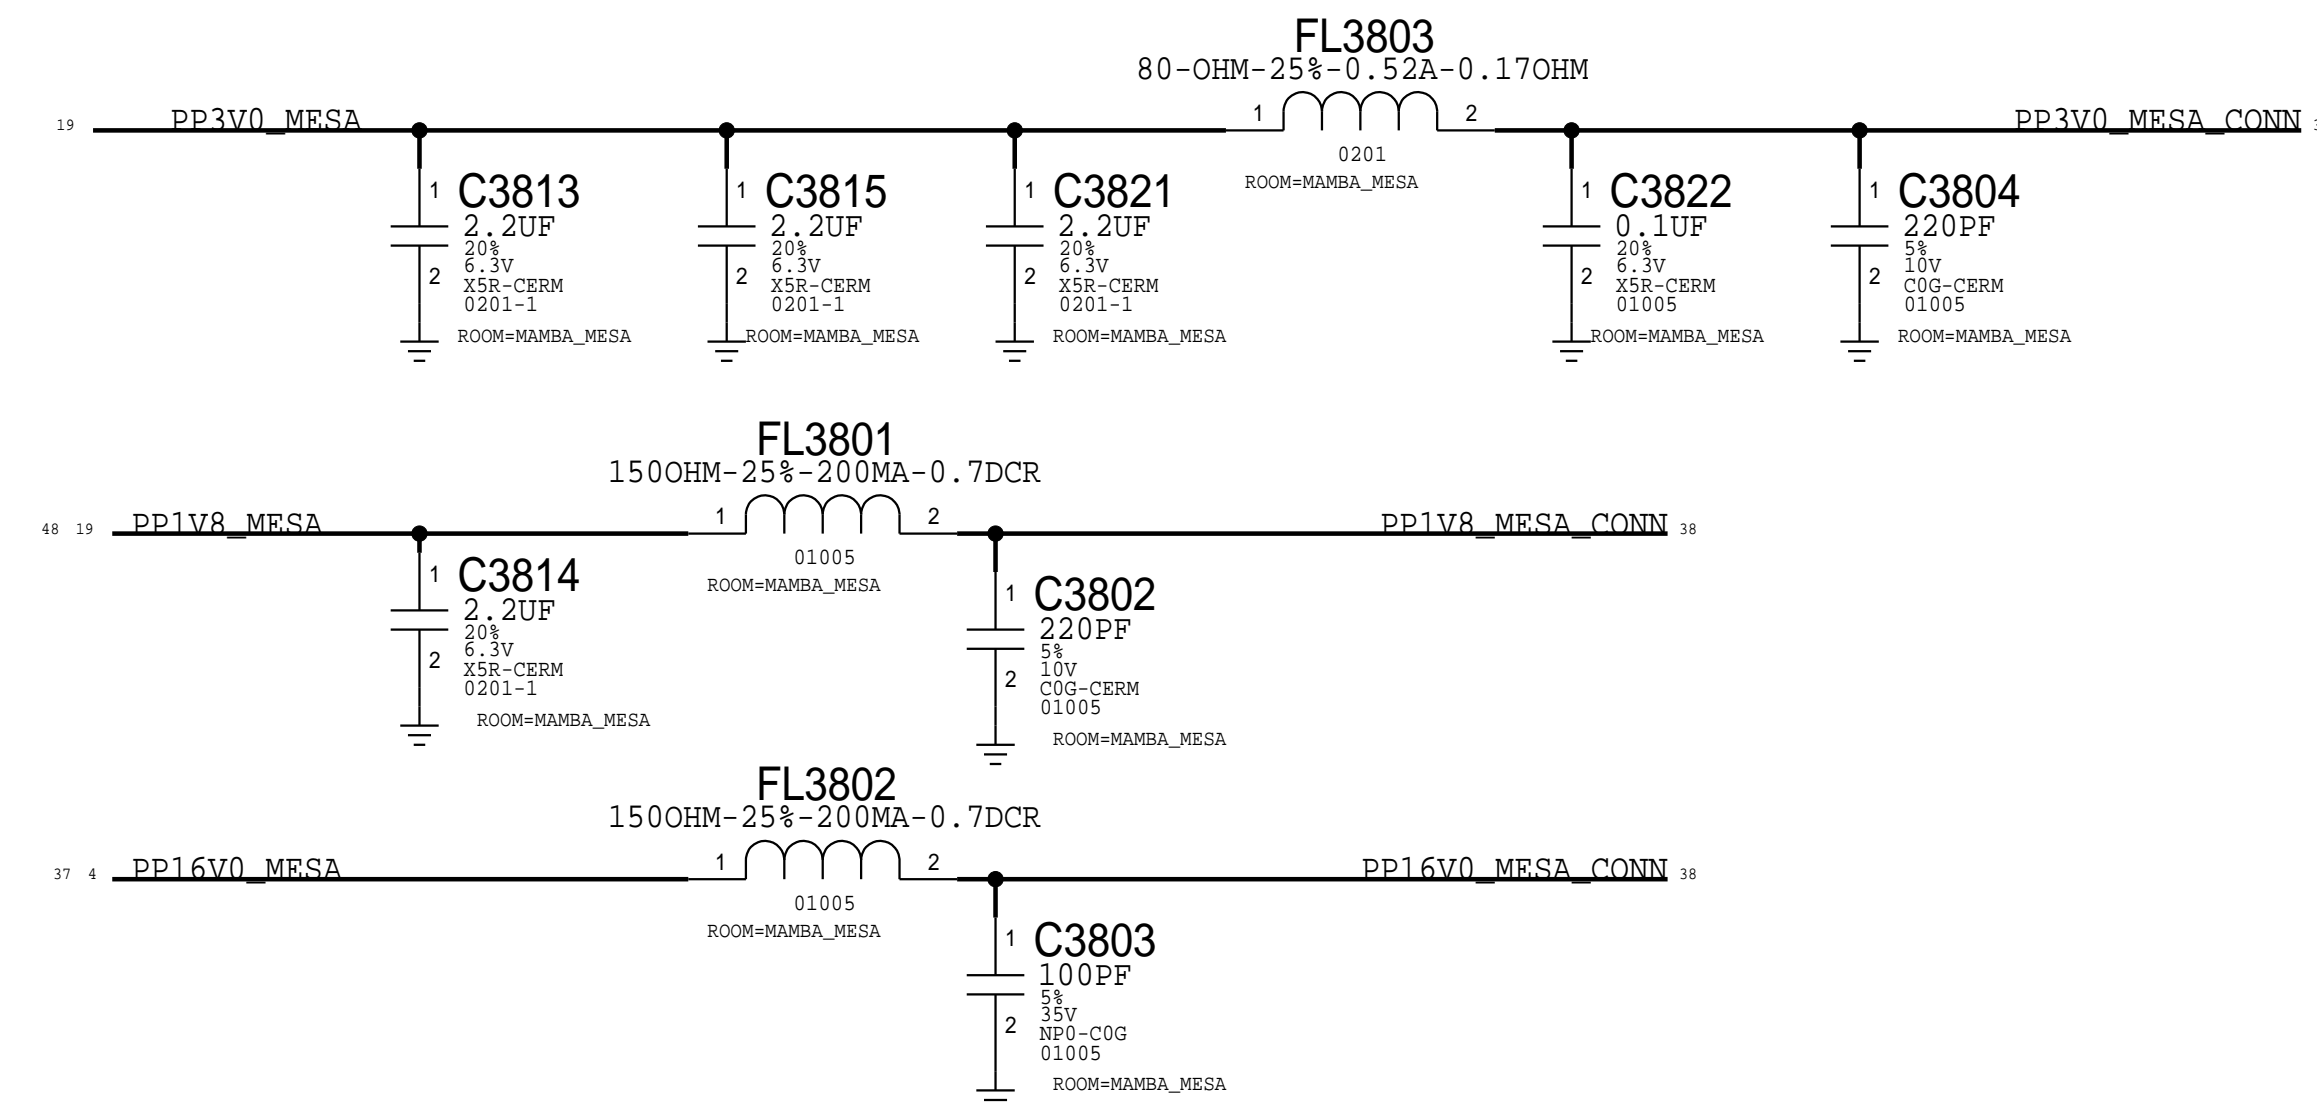 FL3803
80-OHM-25%-0.52A-0.17OHM
19 PP3V0_MESA 1 2 PP3V0_MESA_CONN
0201
ROOM=MAMBA_MESA
1 C3813
2.2UF
20%
6.3V
2 X5R-CERM
0201-1
ROOM=MAMBA_MESA
1 C3815
2.2UF
20%
6.3V
2 X5R-CERM
0201-1
ROOM=MAMBA_MESA
1 C3821
2.2UF
20%
6.3V
2 X5R-CERM
0201-1
ROOM=MAMBA_MESA
1 C3822
0.1UF
20%
6.3V
2 X5R-CERM
01005
ROOM=MAMBA_MESA
1 C3804
220PF
5%
10V
2 C0G-CERM
01005
ROOM=MAMBA_MESA
FL3801
150OHM-25%-200MA-0.7DCR
48 19 PP1V8_MESA 1 2 PP1V8_MESA_CONN 38
01005
ROOM=MAMBA_MESA
1 C3814
2.2UF
20%
6.3V
2 X5R-CERM
0201-1
ROOM=MAMBA_MESA
1 C3802
220PF
5%
10V
2 C0G-CERM
01005
ROOM=MAMBA_MESA
FL3802
150OHM-25%-200MA-0.7DCR
37 4 PP16V0_MESA 1 2 PP16V0_MESA_CONN 38
01005
ROOM=MAMBA_MESA
1 C3803
100PF
5%
35V
2 NP0-C0G
01005
ROOM=MAMBA_MESA